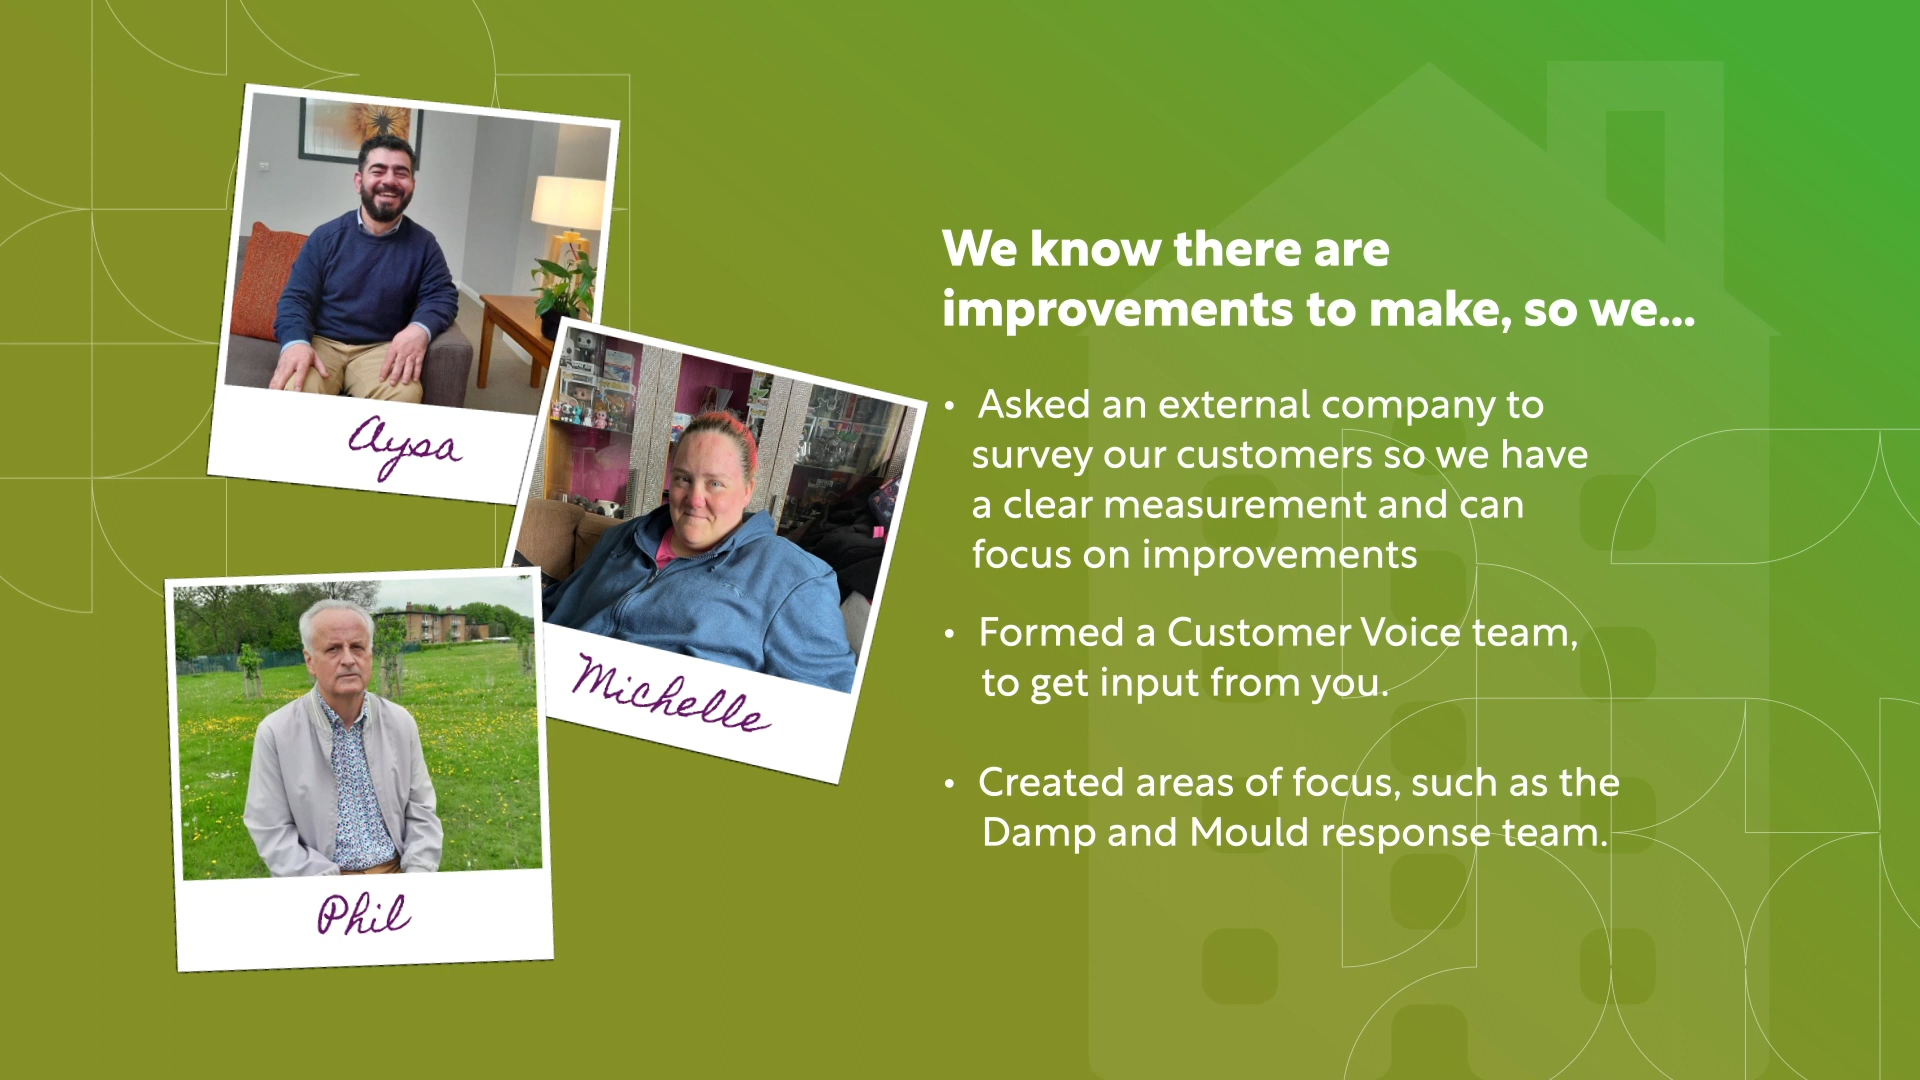 Aysa
Michelle
Phil
We know there are
improvements to make, so we...
• Asked an external company to
survey our customers so we have
a clear measurement and can
focus on improvements
• Formed a Customer Voice team,
to get input from you.
• Created areas of focus, such as the
Damp and Mould response team.